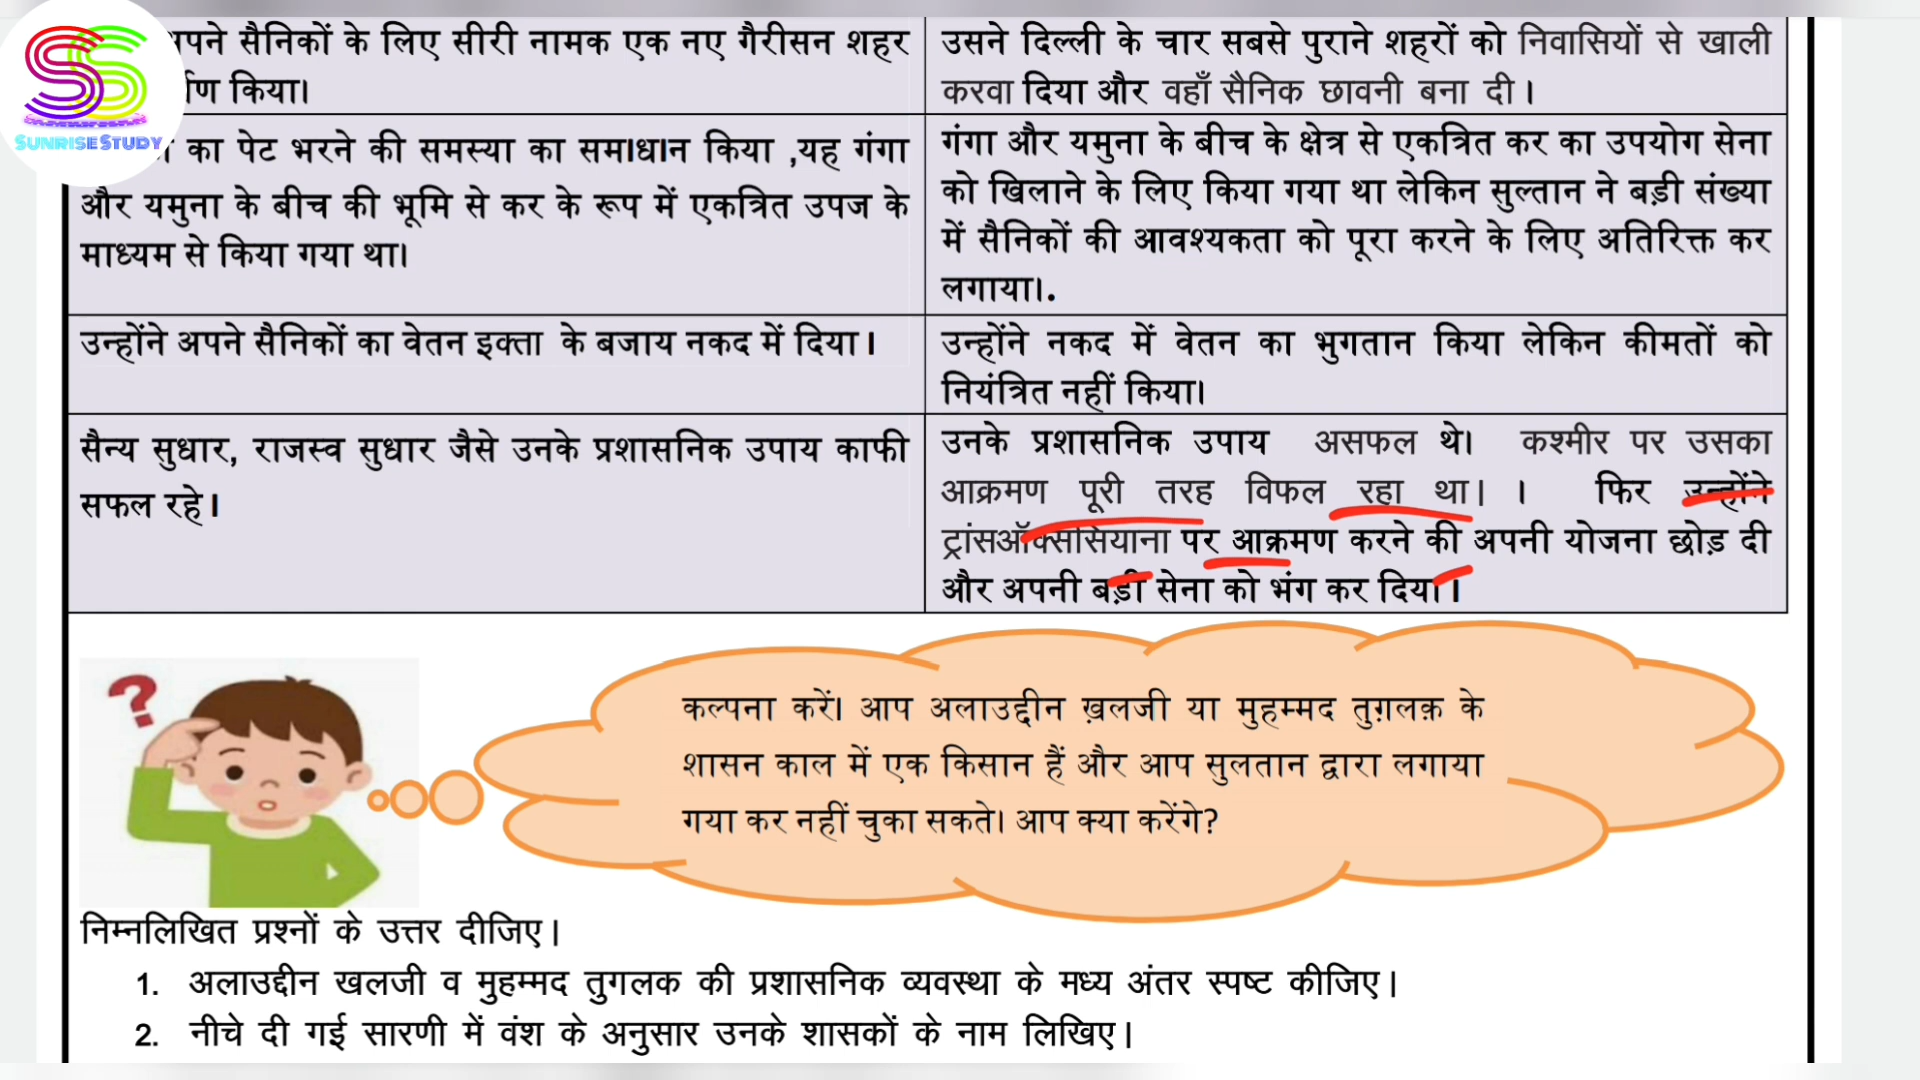 SUNRISESTUDY
अपने सैनिकों के लिए सीरी नामक एक नए गैरीसन शहर
किया।
का पेट भरने की समस्या का समाधान किया ,यह गंगा
और यमुना के बीच की भूमि से कर के रूप में एकत्रित उपज के
माध्यम से किया गया था।
उन्होंने अपने सैनिकों का वेतन इक्ता के बजाय नकद में दिया।
सैन्य सुधार, राजस्व सुधार जैसे उनके प्रशासनिक उपाय काफी
सफल रहे।
उसने दिल्ली के चार सबसे पुराने शहरों को निवासियों से खाली
करवा दिया और वहाँ सैनिक छावनी बना दी।
गंगा और यमुना के बीच के क्षेत्र से एकत्रित कर का उपयोग सेना
को खिलाने के लिए किया गया था लेकिन सुल्तान ने बड़ी संख्या
में सैनिकों की आवश्यकता को पूरा करने के लिए अतिरिक्त कर
लगाया।.
उन्होंने नकद में वेतन का भुगतान किया लेकिन कीमतों को
नियंत्रित नहीं किया।
उनके प्रशासनिक उपाय असफल थे। कश्मीर पर उसका
आक्रमण पूरी तरह विफल रहा था। । फिर उन्होंने
ट्रांसऑक्ससियाना पर आक्रमण करने की अपनी योजना छोड़ दी
और अपनी बड़ी सेना को भंग कर दिया।
?
कल्पना करें। आप अलाउद्दीन ख़लजी या मुहम्मद तुग़लक़ के
शासन काल में एक किसान हैं और आप सुलतान द्वारा लगाया
गया कर नहीं चुका सकते। आप क्या करेंगे?
निम्नलिखित प्रश्नों के उत्तर दीजिए।
1. अलाउद्दीन खलजी व मुहम्मद तुगलक की प्रशासनिक व्यवस्था के मध्य अंतर स्पष्ट कीजिए।
2. नीचे दी गई सारणी में वंश के अनुसार उनके शासकों के नाम लिखिए।